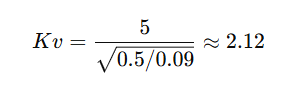 Kv = 5 / √(0.5/0.09) ≈ 2.12